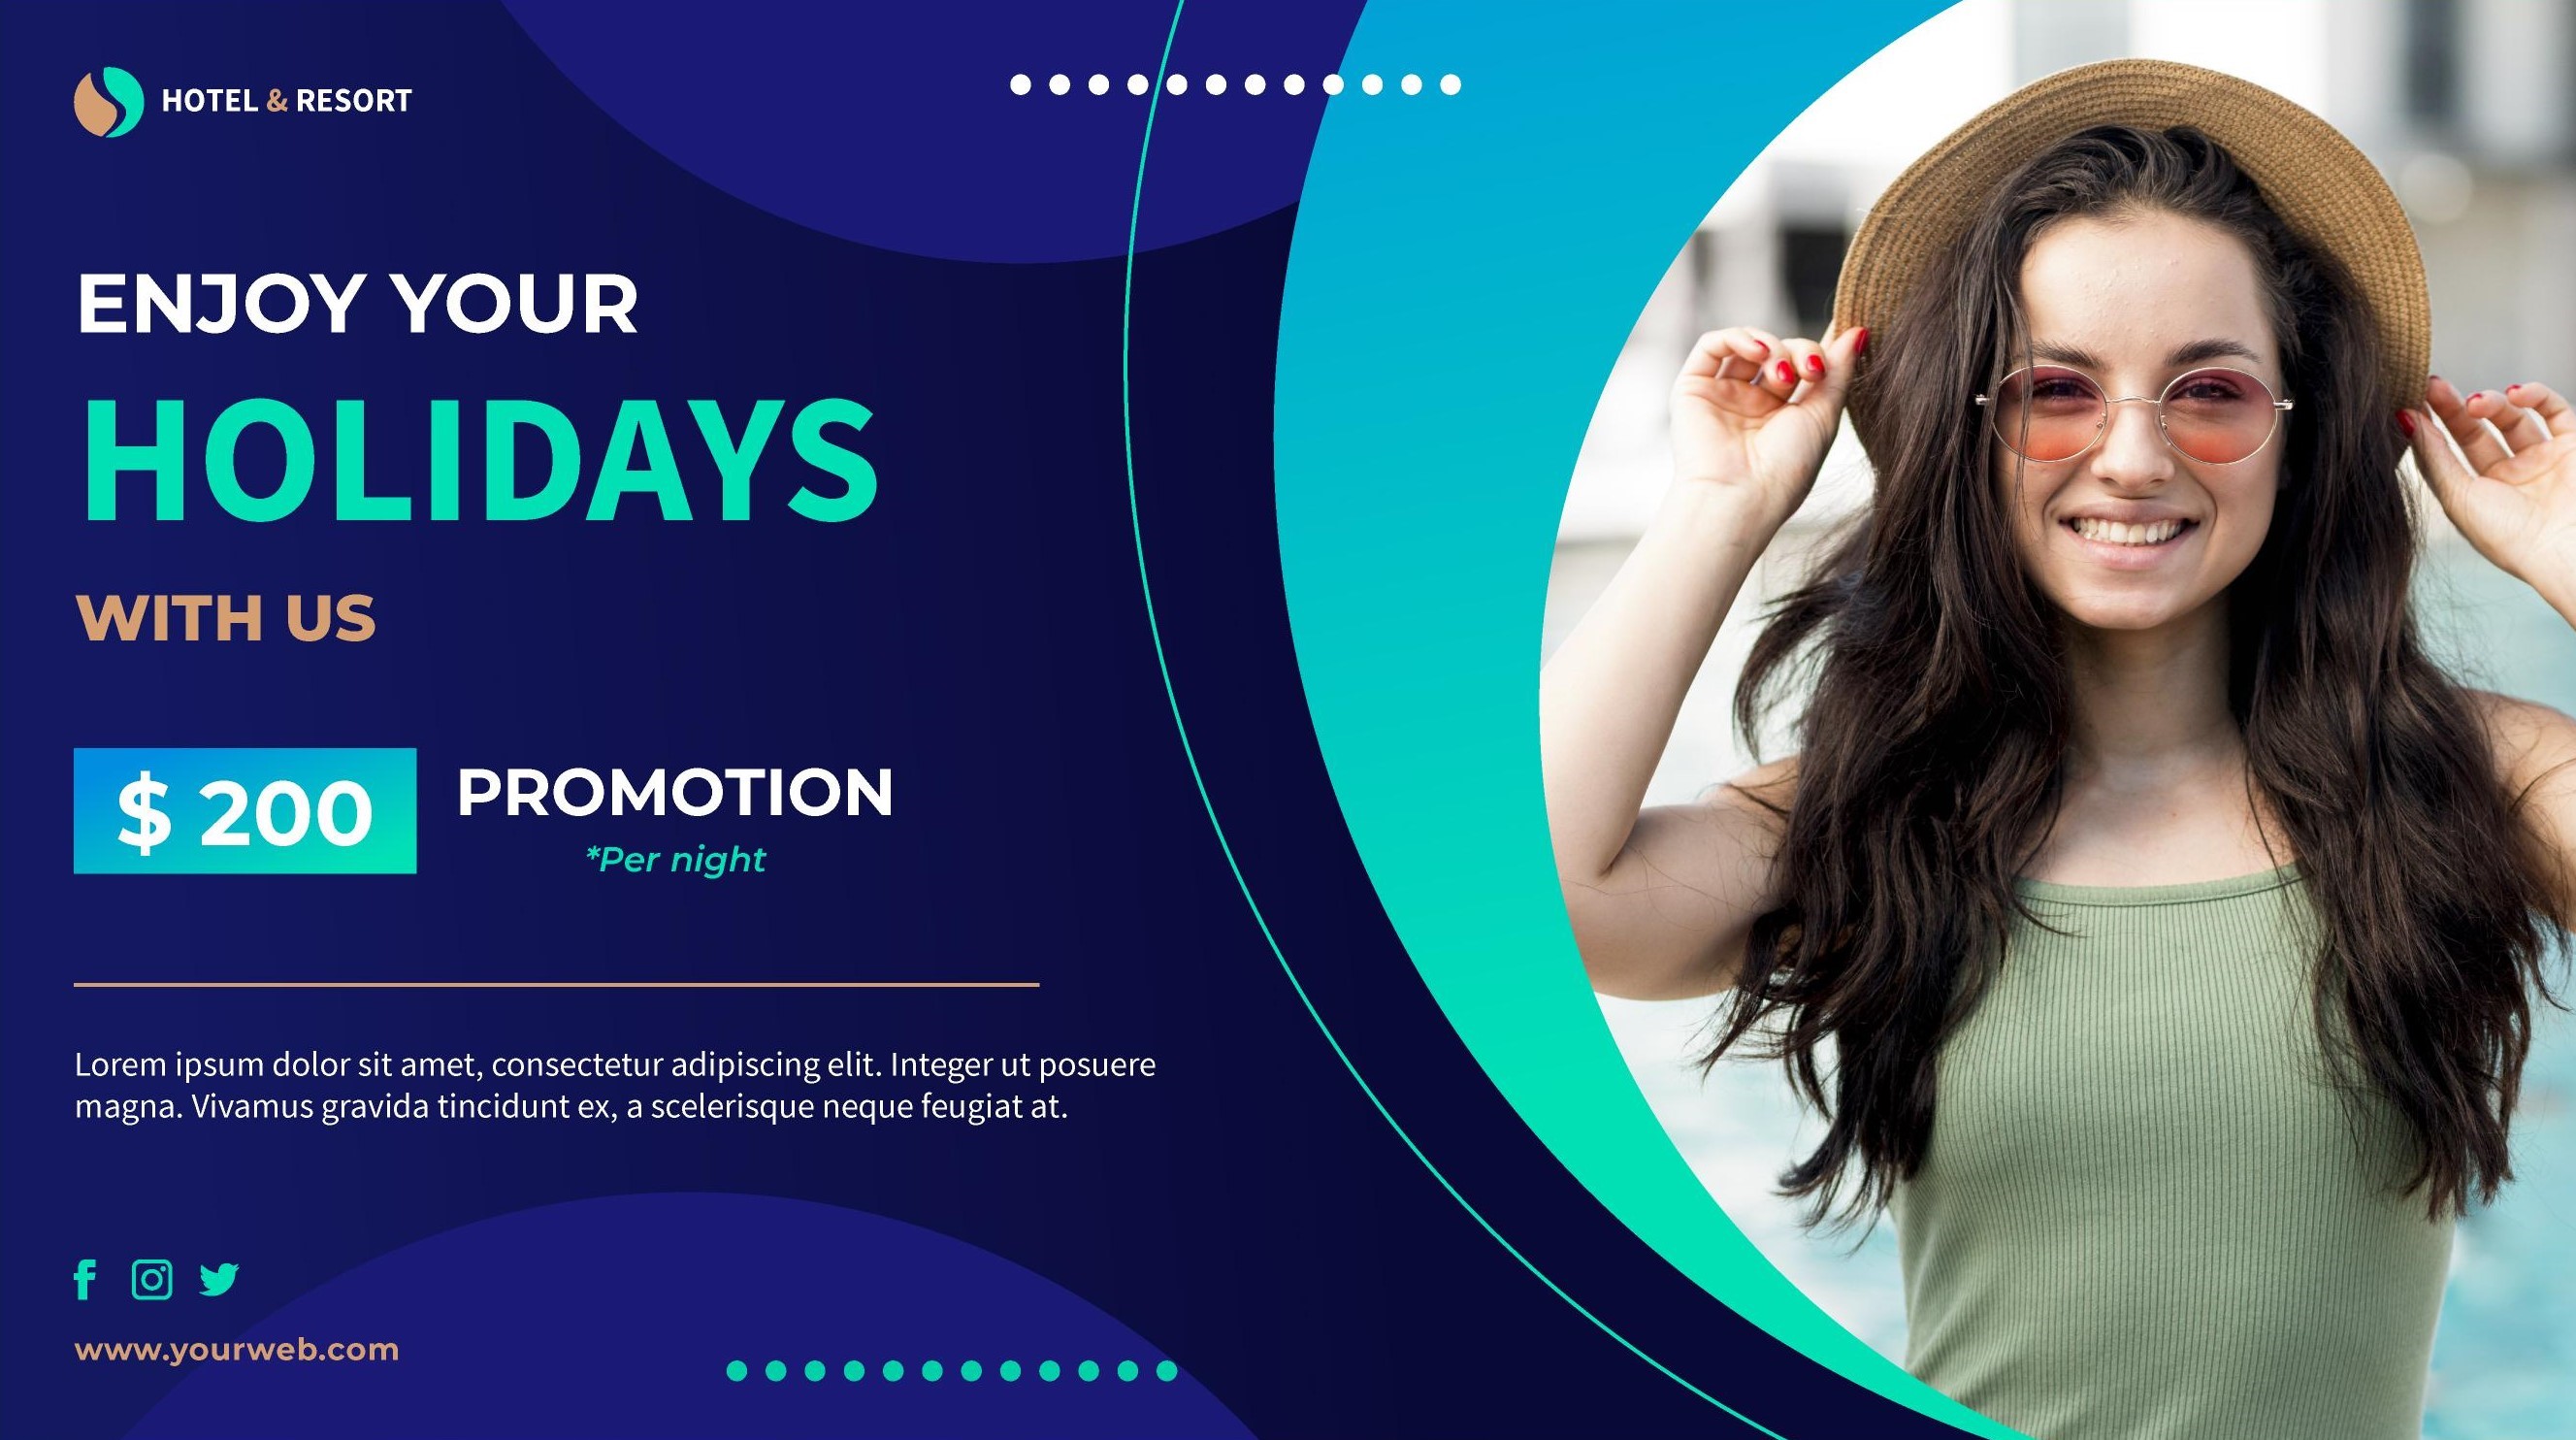 HOTEL & RESORT
ENJOY YOUR
HOLIDAYS
WITH US
$ 200
PROMOTION
*Per night
Lorem ipsum dolor sit amet, consectetur adipiscing elit. Integer ut posuere
magna. Vivamus gravida tincidunt ex, a scelerisque neque feugiat at.
www.yourweb.com